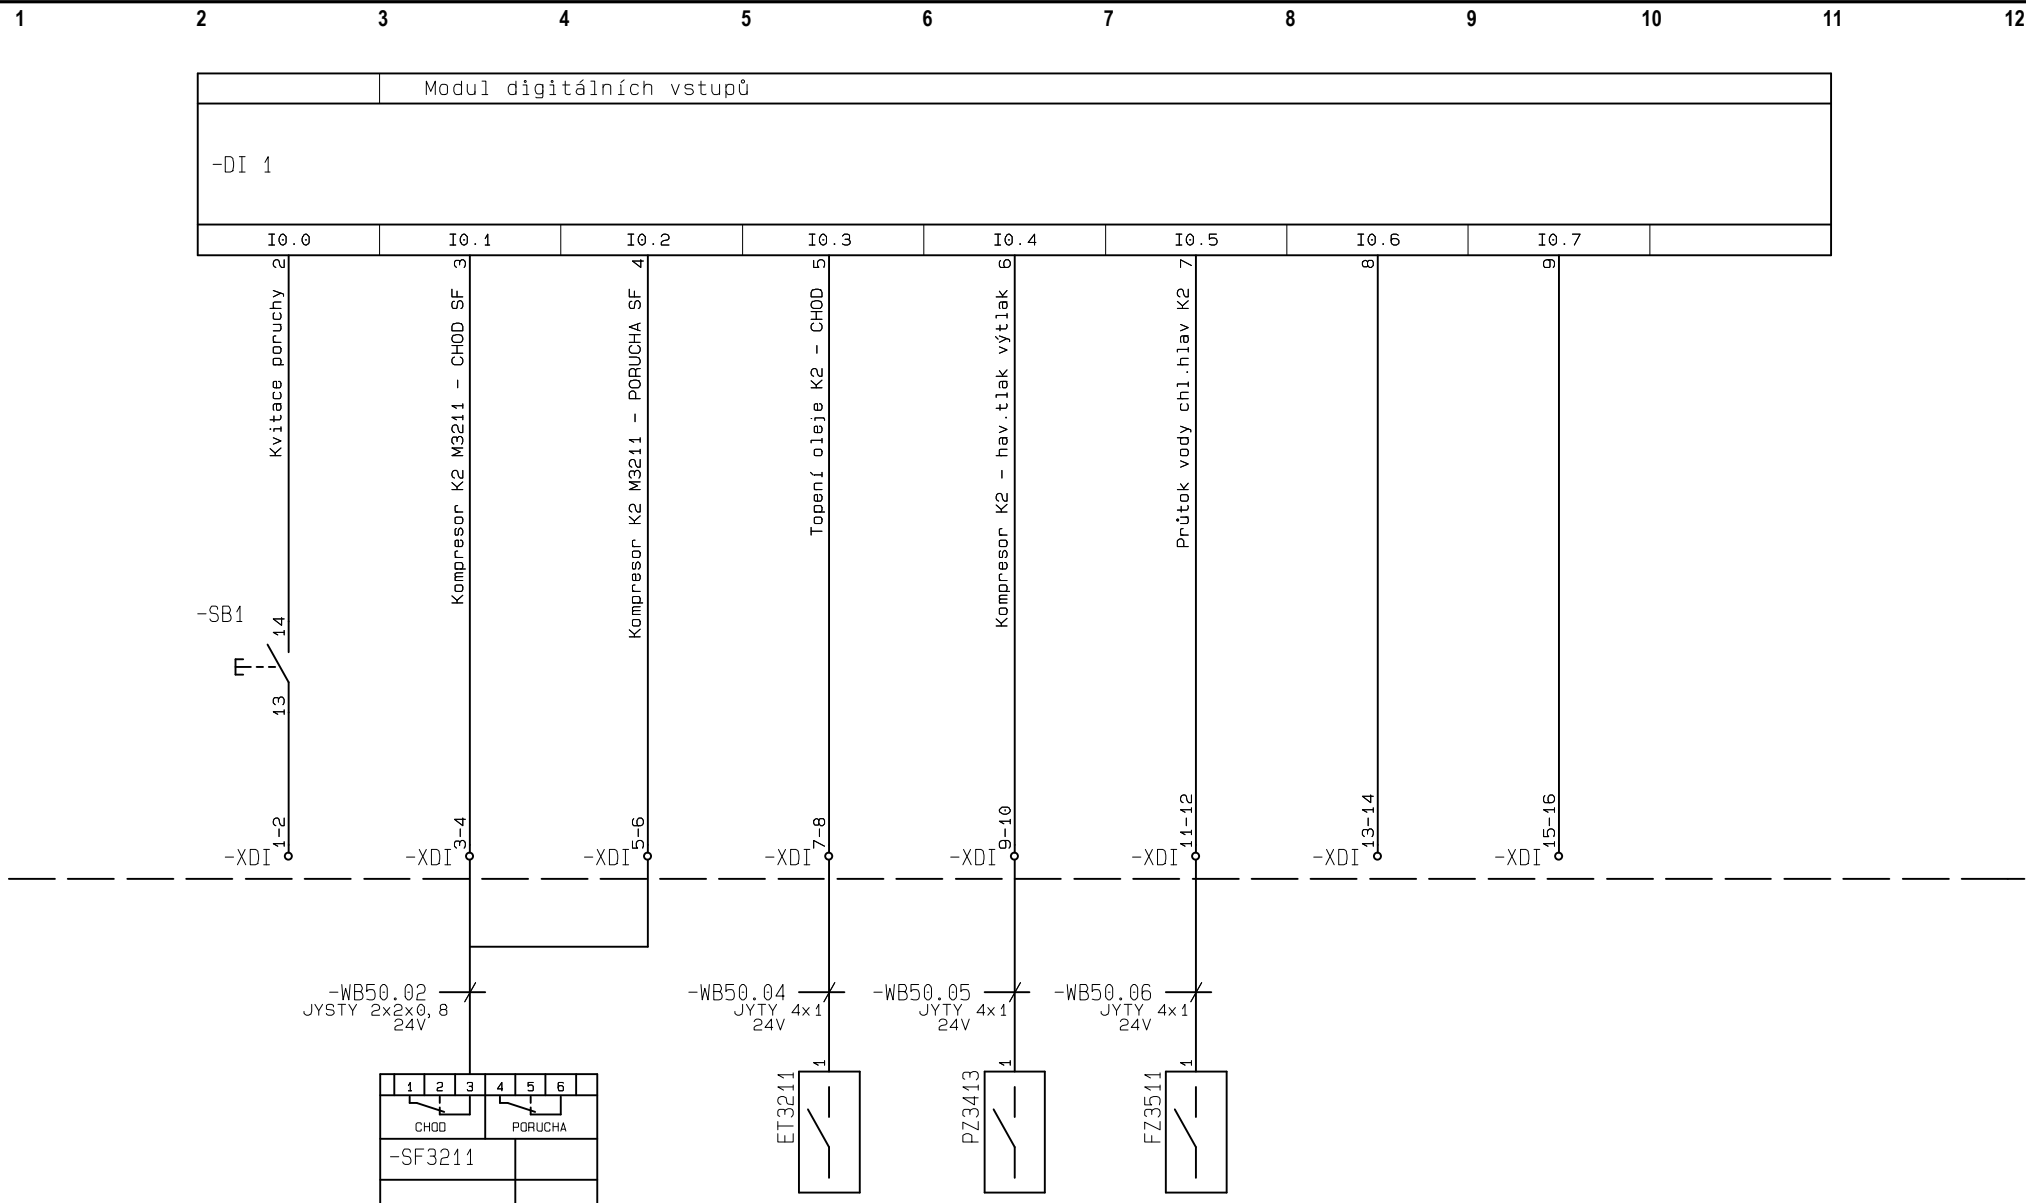 1 2 3 4 5 6 7 8 9 10 11 12
Modul digitálních vstupů
-DI 1
I0.0 I0.1 I0.2 I0.3 I0.4 I0.5 I0.6 I0.7
2 3 4 5 6 7 8 9
Kvitace poruchy
Kompresor K2 M3211 - CHOD SF
Kompresor K2 M3211 - PORUCHA SF
Topení oleje K2 - CHOD
Kompresor K2 - hav.tlak výtlak
Průtok vody chl.hlav K2
-SB1
14
13
1-2 3-4 5-6 7-8 9-10 11-12 13-14 15-16
-XDI -XDI -XDI -XDI -XDI -XDI -XDI -XDI
-WB50.02
JYSTY 2x2x0,8
24V
-WB50.04
JYTY 4x1
24V
-WB50.05
JYTY 4x1
24V
-WB50.06
JYTY 4x1
24V
1 2 3 4 5 6
CHOD PORUCHA
-SF3211
1
ET3211
1
PZ3413
1
FZ3511